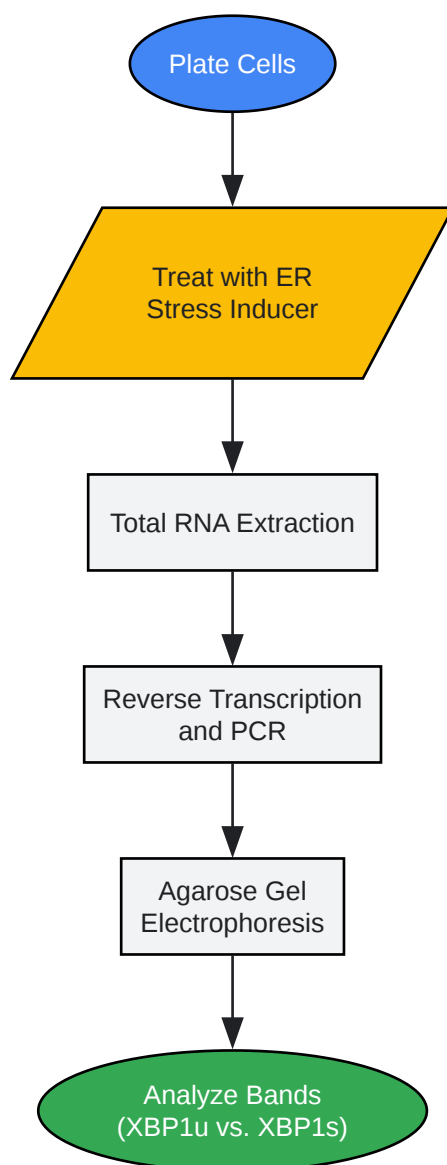 Plate Cells
Treat with ER
Stress Inducer
Total RNA Extraction
Reverse Transcription
and PCR
Agarose Gel
Electrophoresis
Analyze Bands
(XBP1u vs. XBP1s)